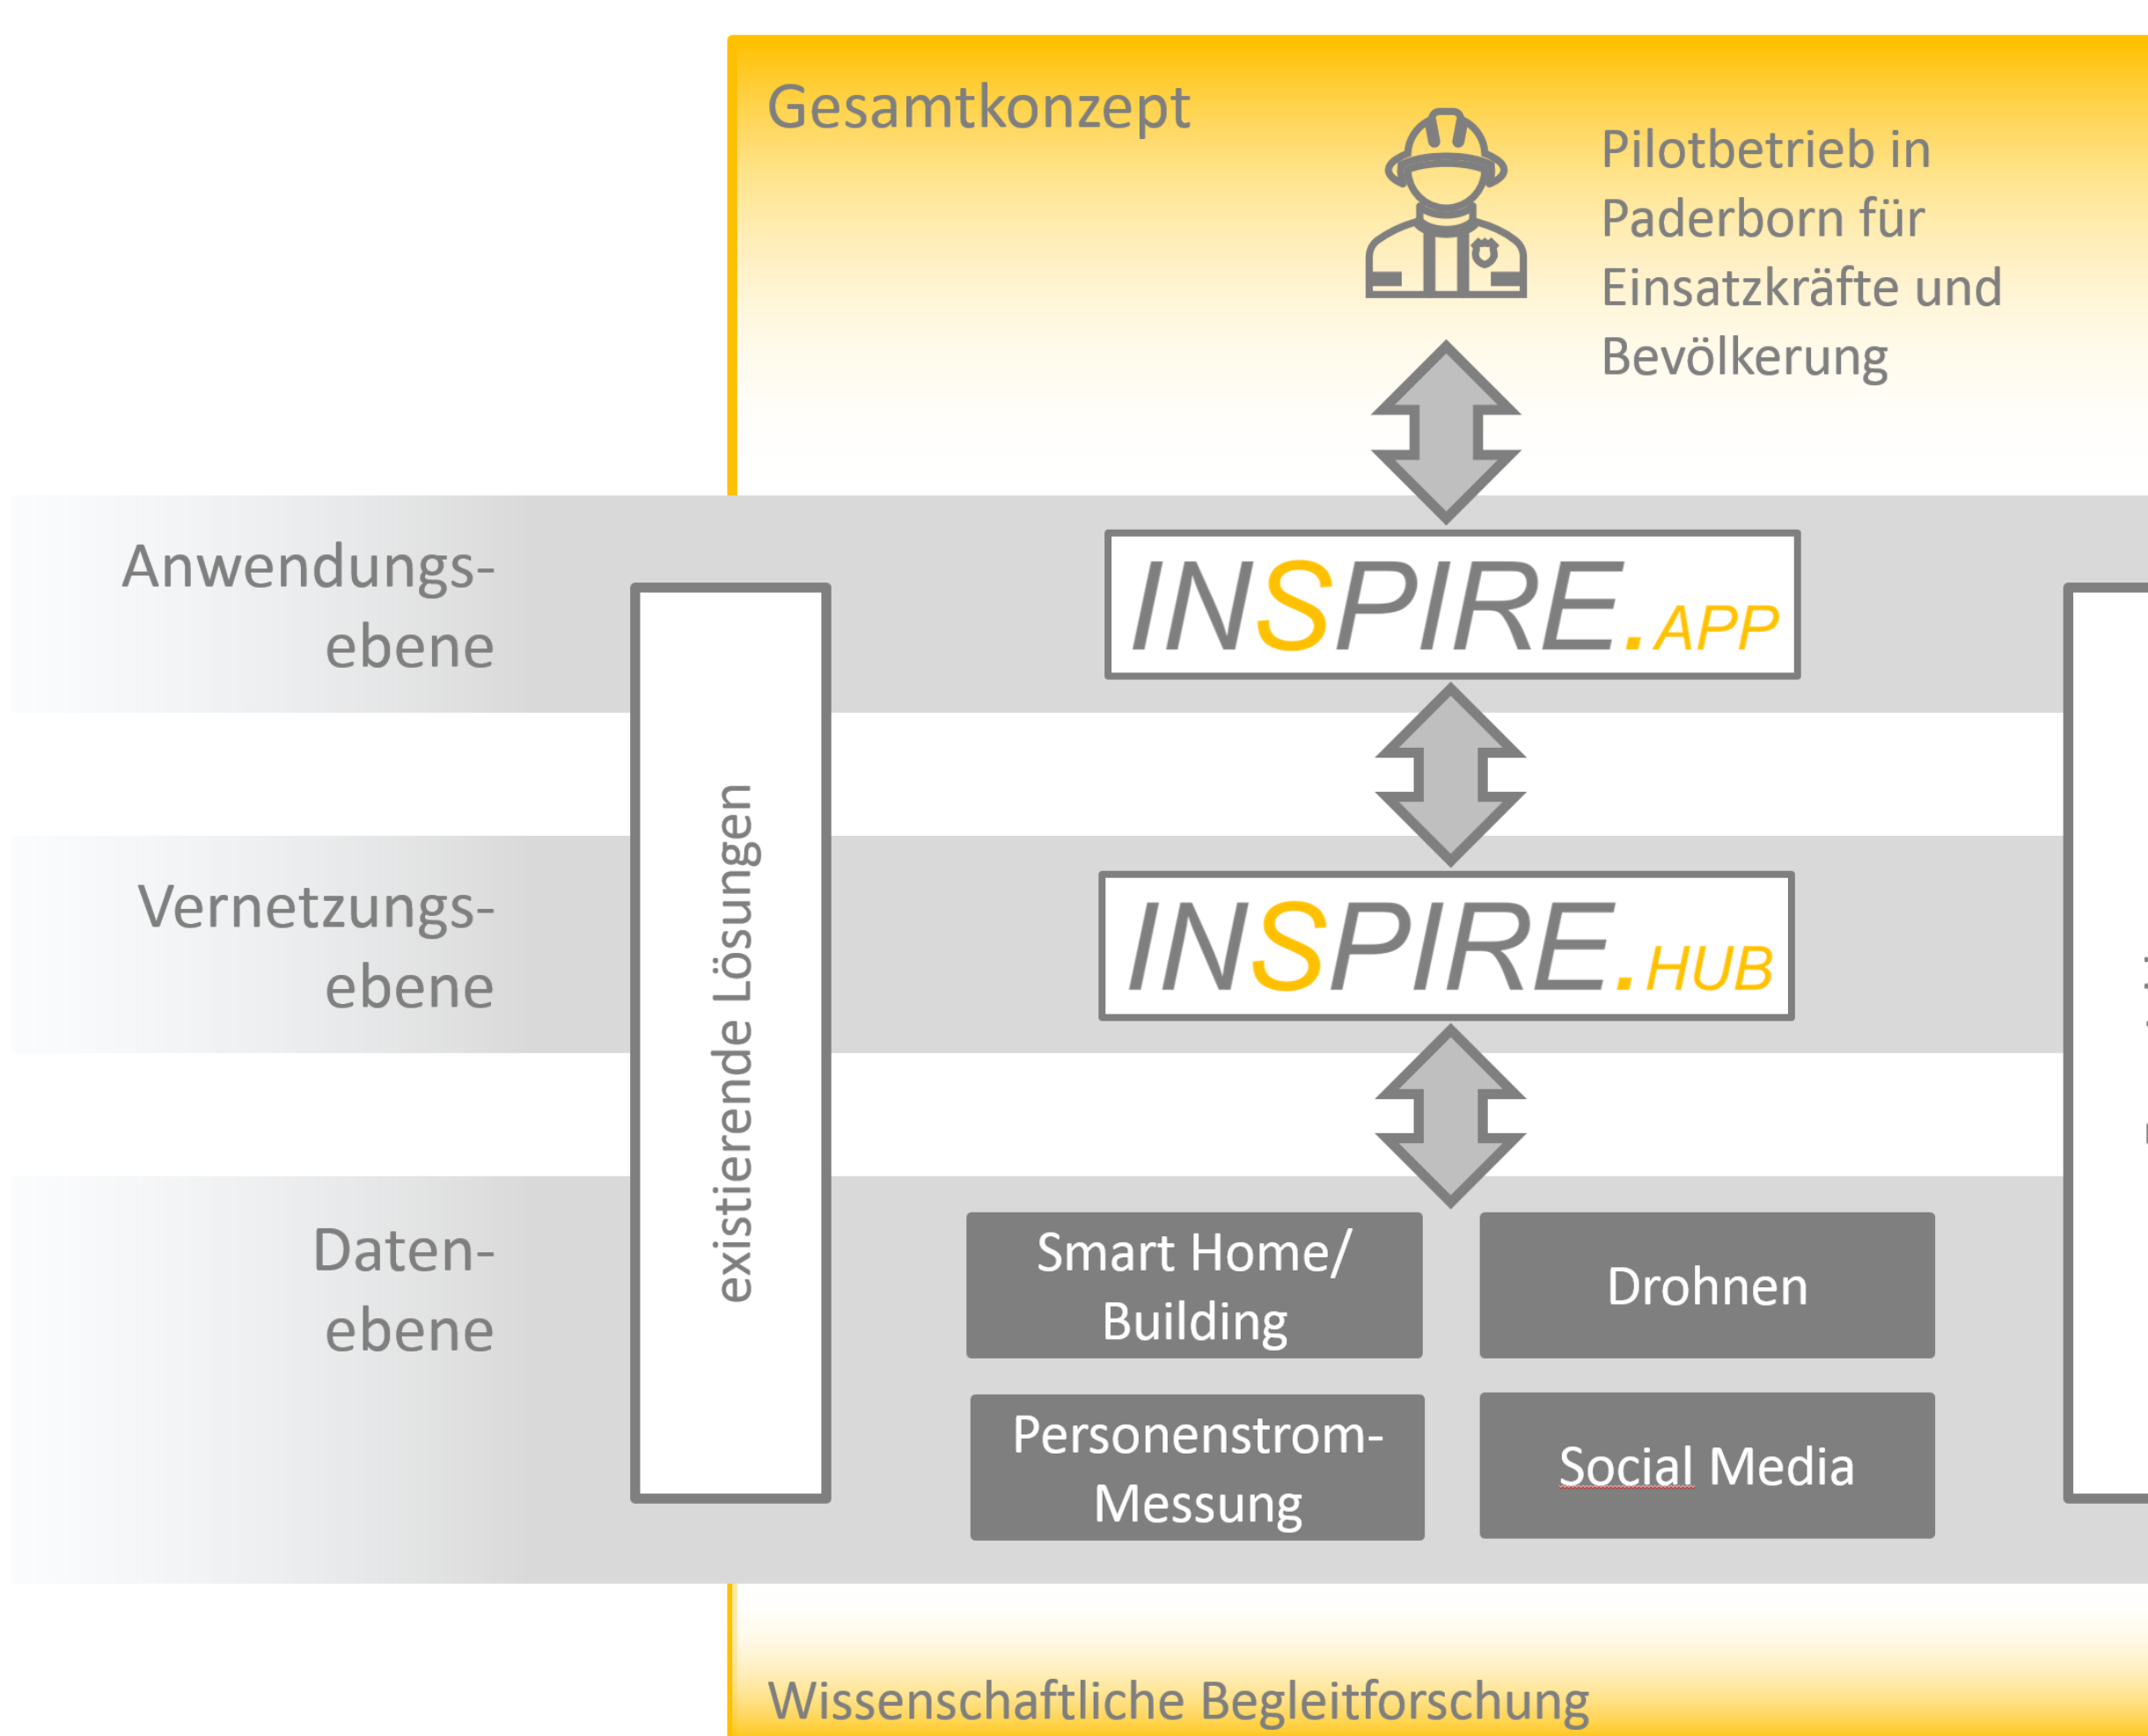 Gesamtkonzept
Pilotbetrieb in
Paderborn für
Einsatzkräfte und
Bevölkerung
Anwendungs-
ebene
INSPIRE.APP
existierende Lösungen
Vernetzungs-
ebene
INSPIRE.HUB
Daten-
ebene
Smart Home/
Building
Drohnen
Personenstrom-
Messung
Social Media
Wissenschaftliche Begleitforschung